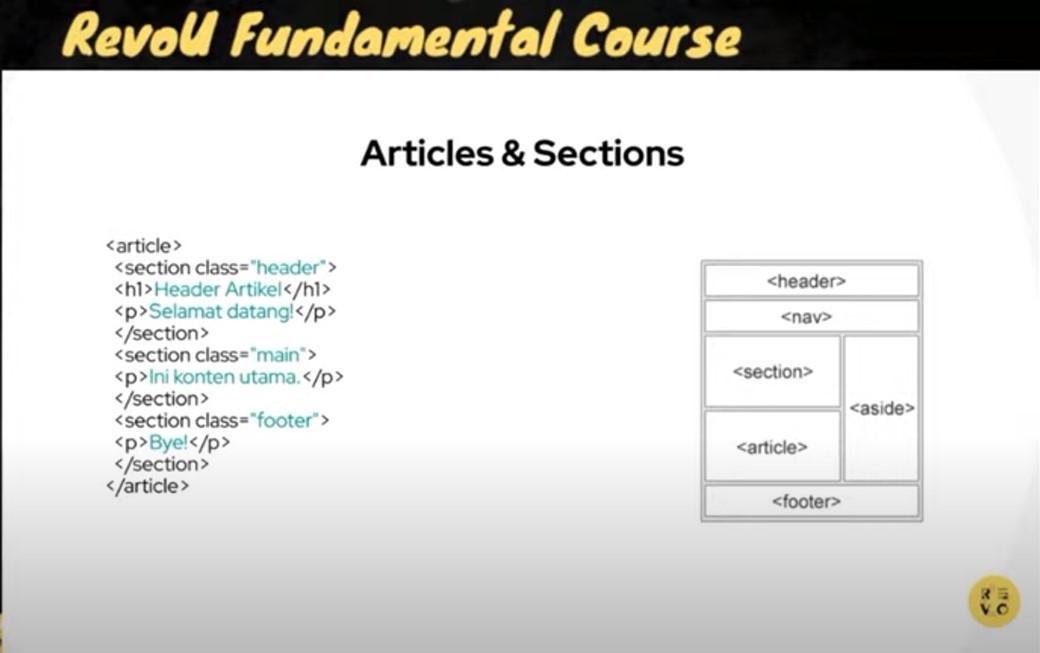 RevoU Fundamental Course
Articles & Sections
<article>
<section class="header">
<h1>Header Artikel</h1>
<p>Selamat datang!</p>
</section>
<section class="main">
<p>Ini konten utama.</p>
</section>
<section class="footer">
<p>Bye!</p>
</section>
</article>
<header>
<nav>
<section>
<aside>
<article>
<footer>
R E
V O